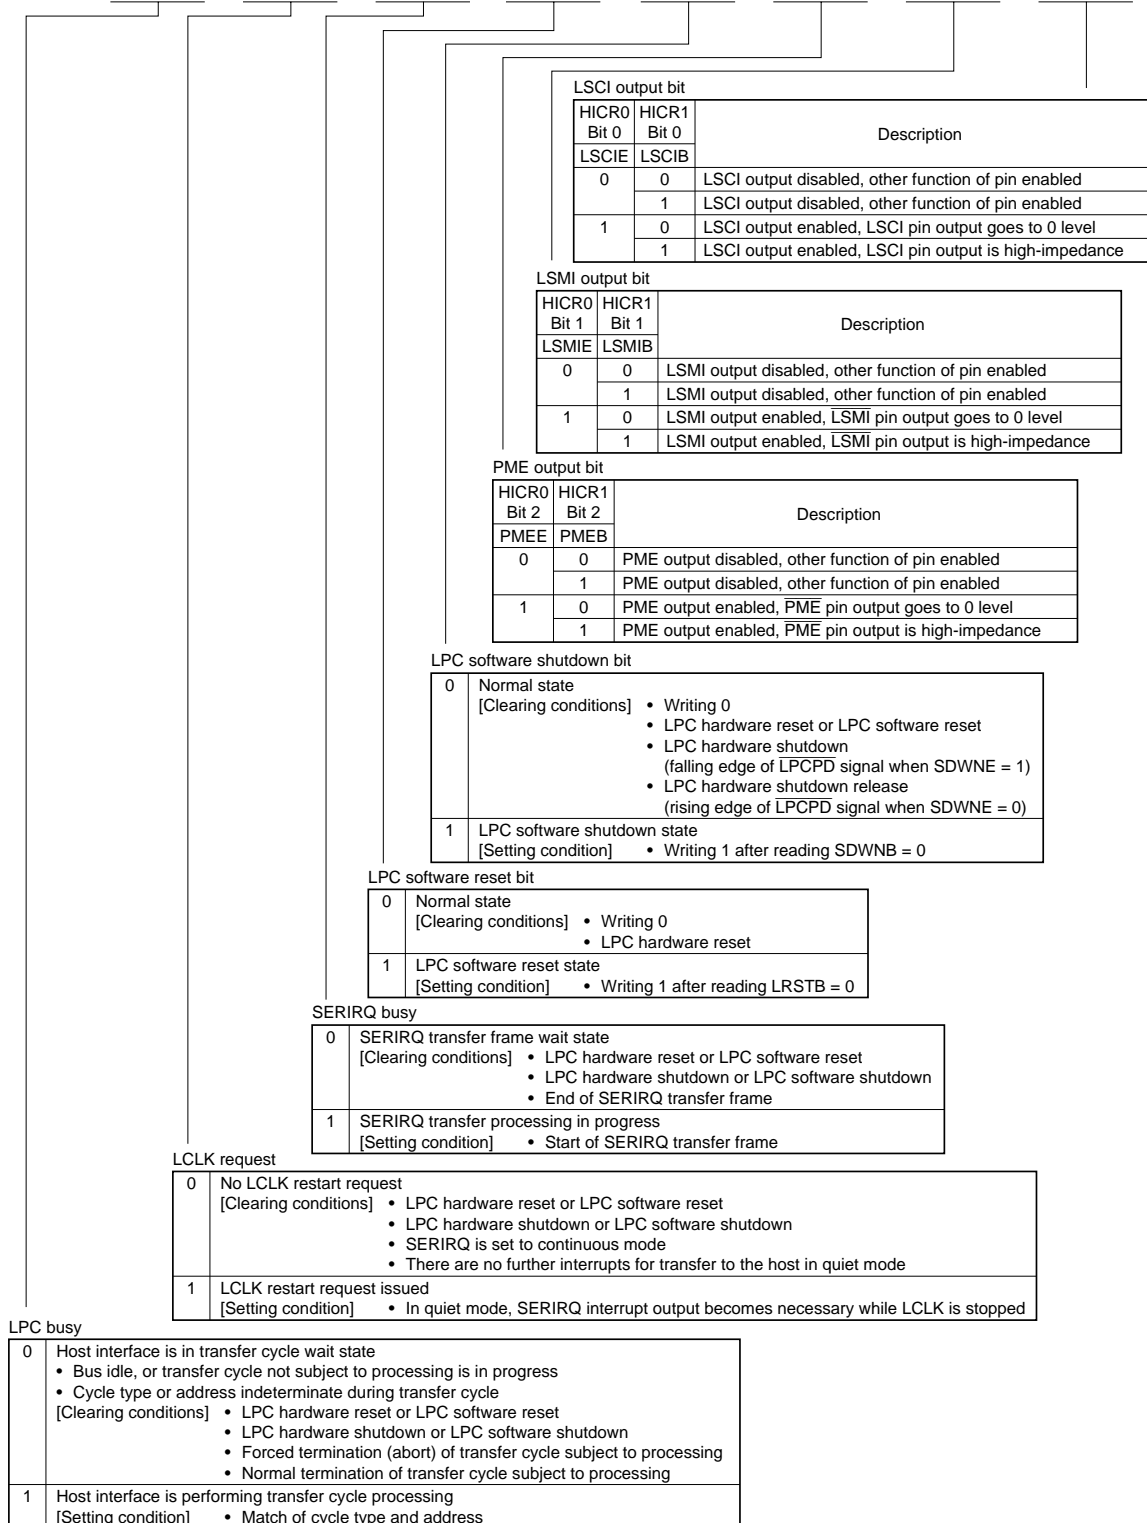 LSCI output bit
HICR0 HICR1
Bit 0 Bit 0 Description
LSCIE LSCIB
0 0 LSCI output disabled, other function of pin enabled
1 LSCI output disabled, other function of pin enabled
1 0 LSCI output enabled, LSCI pin output goes to 0 level
1 LSCI output enabled, LSCI pin output is high-impedance
LSMI output bit
HICR0 HICR1
Bit 1 Bit 1 Description
LSMIE LSMIB
0 0 LSMI output disabled, other function of pin enabled
1 LSMI output disabled, other function of pin enabled
1 0 LSMI output enabled, L̅S̅M̅I̅ pin output goes to 0 level
1 LSMI output enabled, L̅S̅M̅I̅ pin output is high-impedance
PME output bit
HICR0 HICR1
Bit 2 Bit 2 Description
PMEE PMEB
0 0 PME output disabled, other function of pin enabled
1 PME output disabled, other function of pin enabled
1 0 PME output enabled, P̅M̅E̅ pin output goes to 0 level
1 PME output enabled, P̅M̅E̅ pin output is high-impedance
LPC software shutdown bit
0 Normal state
[Clearing conditions] • Writing 0
• LPC hardware reset or LPC software reset
• LPC hardware shutdown
(falling edge of L̅P̅C̅P̅D̅ signal when SDWNE = 1)
• LPC hardware shutdown release
(rising edge of L̅P̅C̅P̅D̅ signal when SDWNE = 0)
1 LPC software shutdown state
[Setting condition] • Writing 1 after reading SDWNB = 0
LPC software reset bit
0 Normal state
[Clearing conditions] • Writing 0
• LPC hardware reset
1 LPC software reset state
[Setting condition] • Writing 1 after reading LRSTB = 0
SERIRQ busy
0 SERIRQ transfer frame wait state
[Clearing conditions] • LPC hardware reset or LPC software reset
• LPC hardware shutdown or LPC software shutdown
• End of SERIRQ transfer frame
1 SERIRQ transfer processing in progress
[Setting condition] • Start of SERIRQ transfer frame
LCLK request
0 No LCLK restart request
[Clearing conditions] • LPC hardware reset or LPC software reset
• LPC hardware shutdown or LPC software shutdown
• SERIRQ is set to continuous mode
• There are no further interrupts for transfer to the host in quiet mode
1 LCLK restart request issued
[Setting condition] • In quiet mode, SERIRQ interrupt output becomes necessary while LCLK is stopped
LPC busy
0 Host interface is in transfer cycle wait state
• Bus idle, or transfer cycle not subject to processing is in progress
• Cycle type or address indeterminate during transfer cycle
[Clearing conditions] • LPC hardware reset or LPC software reset
• LPC hardware shutdown or LPC software shutdown
• Forced termination (abort) of transfer cycle subject to processing
• Normal termination of transfer cycle subject to processing
1 Host interface is performing transfer cycle processing
[Setting condition] • Match of cycle type and address